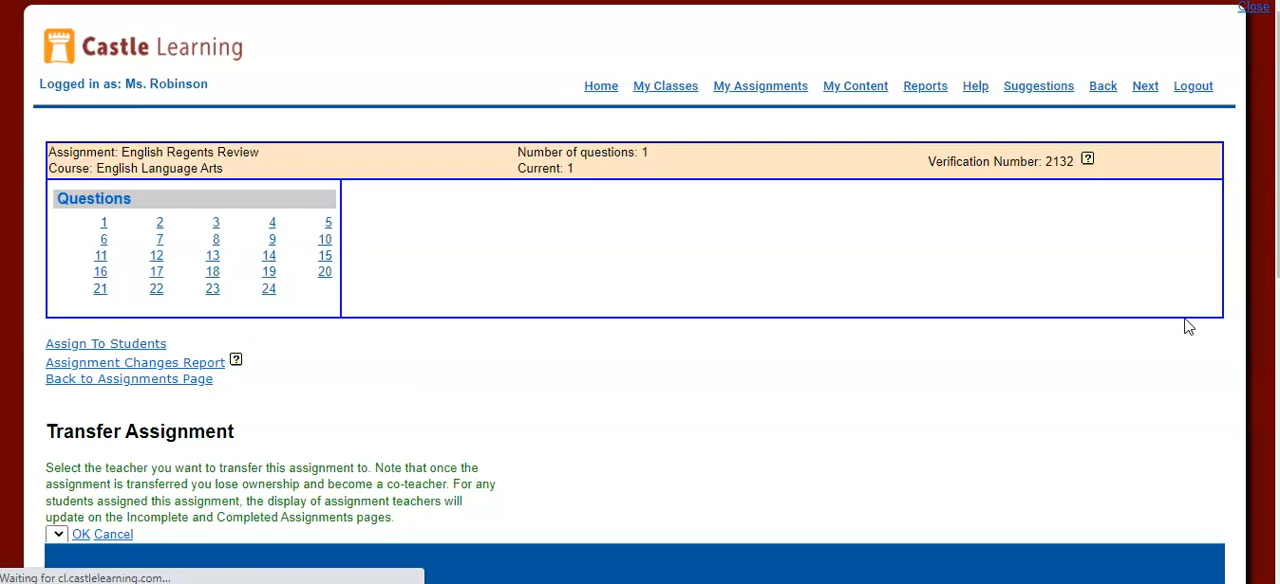 Close
Castle Learning
Logged in as: Ms. Robinson
Home My Classes My Assignments My Content Reports Help Suggestions Back Next Logout
Assignment: English Regents Review Number of questions: 1 Verification Number: 2132 ?
Course: English Language Arts Current: 1
Questions
1 2 3 4 5
6 7 8 9 10
11 12 13 14 15
16 17 18 19 20
21 22 23 24
Assign To Students
Assignment Changes Report ?
Back to Assignments Page
Transfer Assignment
Select the teacher you want to transfer this assignment to. Note that once the
assignment is transferred you lose ownership and become a co-teacher. For any
students assigned this assignment, the display of assignment teachers will
update on the Incomplete and Completed Assignments pages.
OK Cancel
Waiting for cl.castlelearning.com...